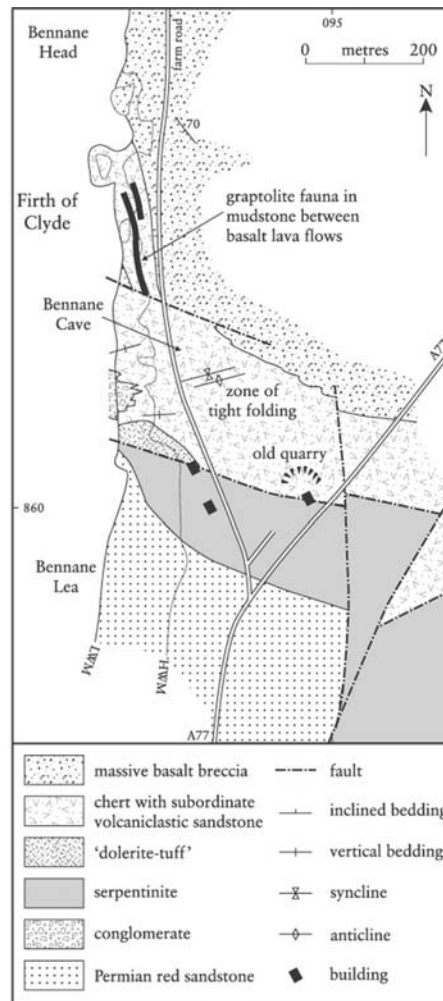 Bennane
Head
095
0 metres 200
farm road
N
70
Firth of
Clyde
graptolite fauna in
mudstone between
basalt lava flows
Bennane
Cave
A77
zone of
tight folding
old quarry
860
Bennane
Lea
LWM
HWM
A77
massive basalt breccia
fault
chert with subordinate
volcaniclastic sandstone
inclined bedding
'dolerite-tuff'
vertical bedding
serpentinite
syncline
conglomerate
anticline
Permian red sandstone
building